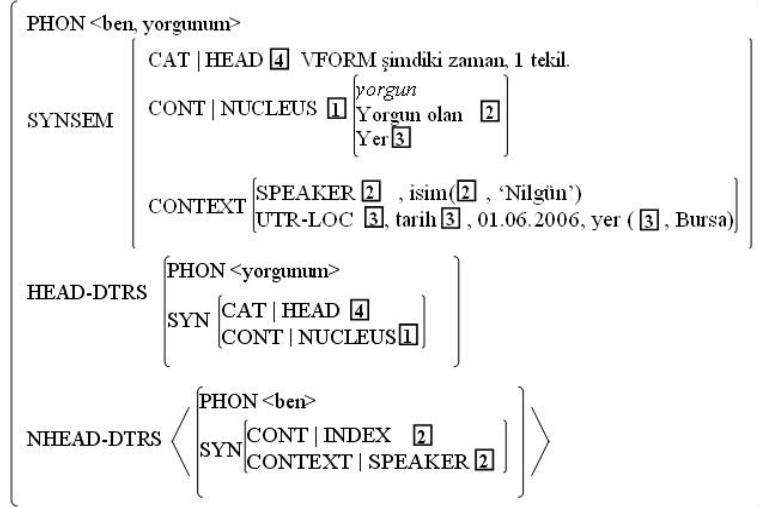 PHON <ben, yorgunum>
CAT | HEAD 4 VFORM şimdiki zaman, 1 tekil.
yorgun
SYNSEM CONT | NUCLEUS 1 Yorgun olan 2
Yer 3
CONTEXT SPEAKER 2 , isim(2 , ‘Nilgün’)
UTR-LOC 3, tarih 3 , 01.06.2006, yer ( 3 , Bursa)
HEAD-DTRS PHON <yorgunum>
SYN CAT | HEAD 4
CONT | NUCLEUS 1
PHON <ben>
NHEAD-DTRS SYN CONT | INDEX 2
CONTEXT | SPEAKER 2